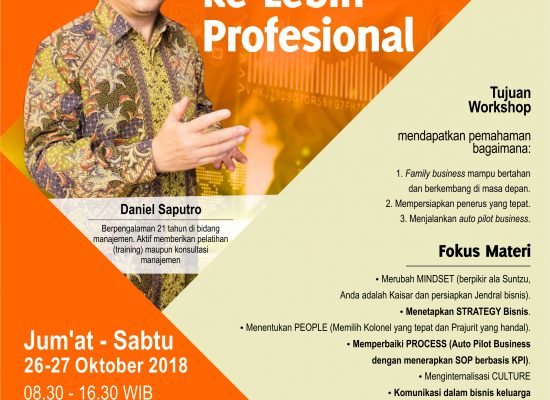 ke Lebih
Profesional
Tujuan
Workshop
mendapatkan pemahaman
bagaimana:
1. Family business mampu bertahan
dan berkembang di masa depan.
2. Mempersiapkan penerus yang tepat.
3. Menjalankan auto pilot business.
Daniel Saputro
Berpengalaman 21 tahun di bidang
manajemen. Aktif memberikan pelatihan
(training) maupun konsultasi
manajemen
Fokus Materi
• Merubah MINDSET (berpikir ala Suntzu,
Anda adalah Kaisar dan persiapkan Jendral bisnis).
• Menetapkan STRATEGY Bisnis.
• Menentukan PEOPLE (Memilih Kolonel yang tepat dan Prajurit yang handal).
• Memperbaiki PROCESS (Auto Pilot Business
dengan menerapkan SOP berbasis KPI).
• Menginternalisasi CULTURE
• Komunikasi dalam bisnis keluarga
Jum'at - Sabtu
26-27 Oktober 2018
08.30 - 16.30 WIB